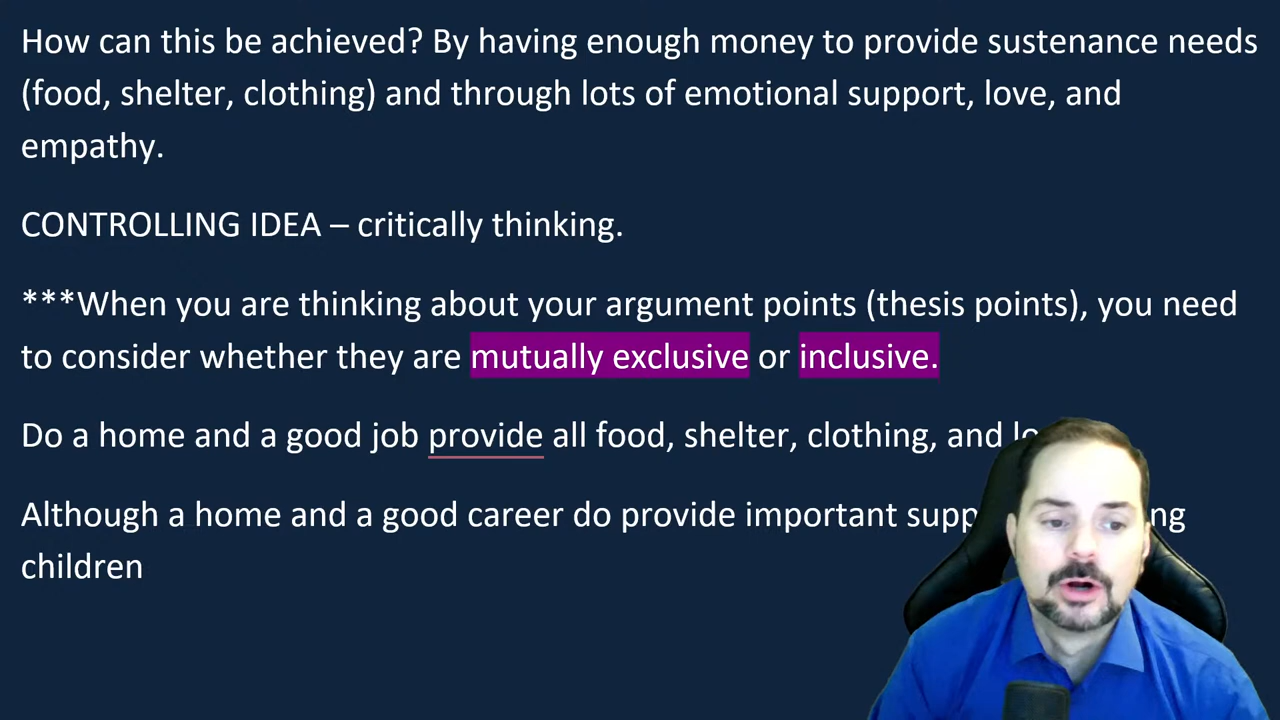 How can this be achieved? By having enough money to provide sustenance needs
(food, shelter, clothing) and through lots of emotional support, love, and
empathy.
CONTROLLING IDEA – critically thinking.
***When you are thinking about your argument points (thesis points), you need
to consider whether they are mutually exclusive or inclusive.
Do a home and a good job provide all food, shelter, clothing, and
Although a home and a good career do provide important
children